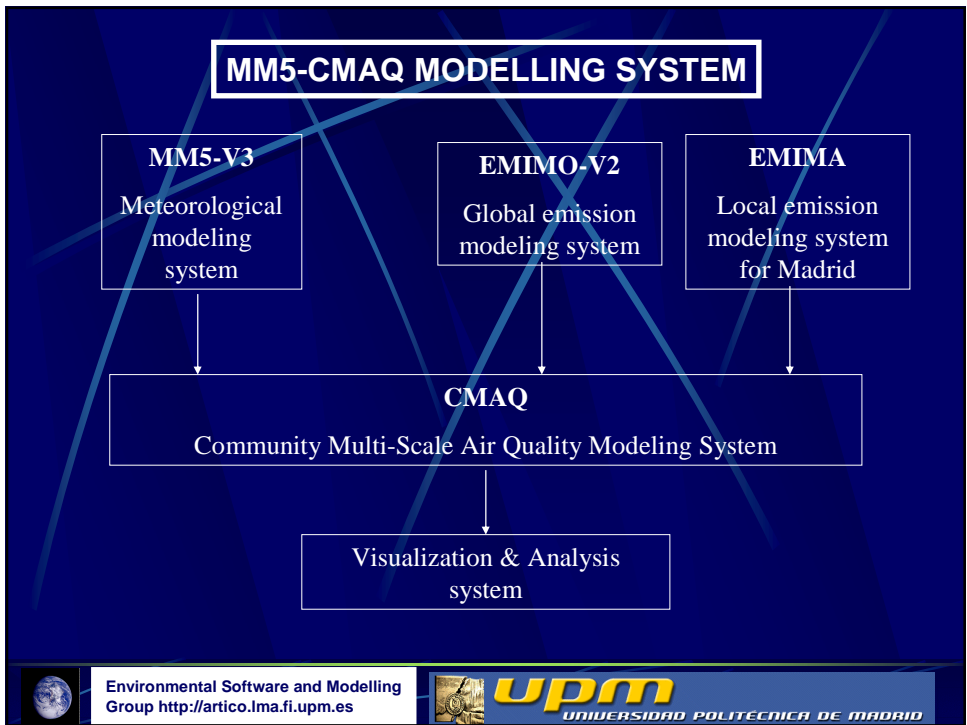 MM5-CMAQ MODELLING SYSTEM
MM5-V3
Meteorological
modeling
system
EMIMO-V2
Global emission
modeling system
EMIMA
Local emission
modeling system
for Madrid
CMAQ
Community Multi-Scale Air Quality Modeling System
Visualization & Analysis
system
Environmental Software and Modelling
Group http://artico.lma.fi.upm.es
upm
UNIVERSIDAD POLITÉCNICA DE MADRID